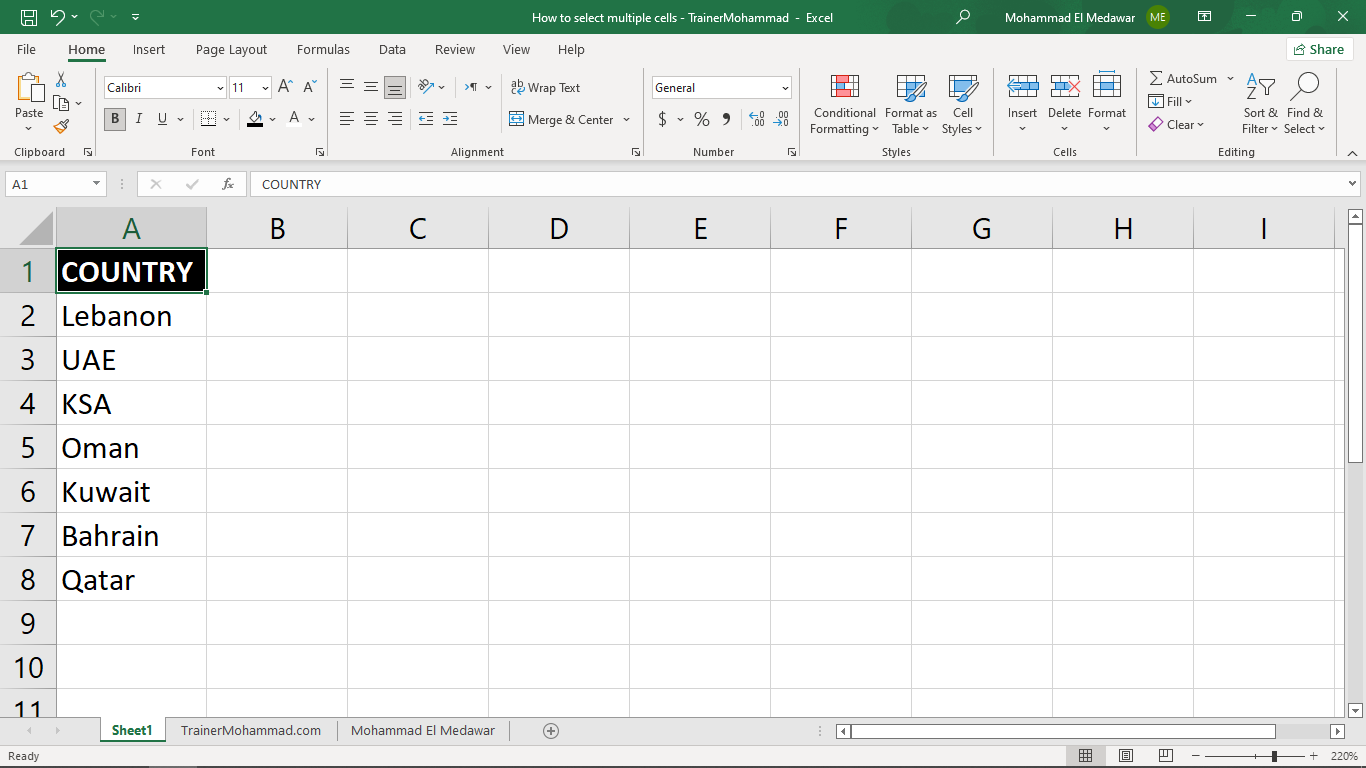 How to select multiple cells - TrainerMohammad - Excel
Mohammad El Medawar ME
File Home Insert Page Layout Formulas Data Review View Help Share
Paste
Calibri 11
B I U A
A A
ab Wrap Text
Merge & Center
General
$ % ,
Conditional Formatting
Format as Table
Cell Styles
Insert Delete Format
AutoSum
Fill
Clear
Sort & Filter
Find & Select
Clipboard Font Alignment Number Styles Cells Editing
A1 fx COUNTRY
A B C D E F G H I
1 COUNTRY
2 Lebanon
3 UAE
4 KSA
5 Oman
6 Kuwait
7 Bahrain
8 Qatar
9
10
11
Sheet1 TrainerMohammad.com Mohammad El Medawar
Ready 220%